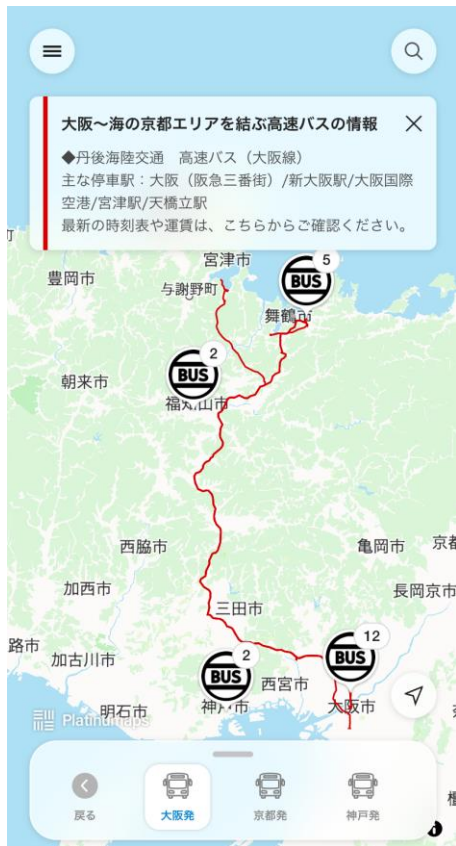 大阪～海の京都エリアを結ぶ高速バスの情報
◆丹後海陸交通 高速バス（大阪線）
主な停車駅：大阪（阪急三番街）/新大阪駅/大阪国際
空港/宮津駅/天橋立駅
最新の時刻表や運賃は、こちらからご確認ください。
町
宮津市
5
BUS
豊岡市
与謝野町
舞鶴市
2
BUS
朝来市
福知山市
西脇市
亀岡市
京都
加西市
長岡京市
三田市
12
BUS
路市
加古川市
2
BUS
西宮市
明石市
神戸市
大阪市
Platinumaps
戻る
大阪発
京都発
神戸発
橿